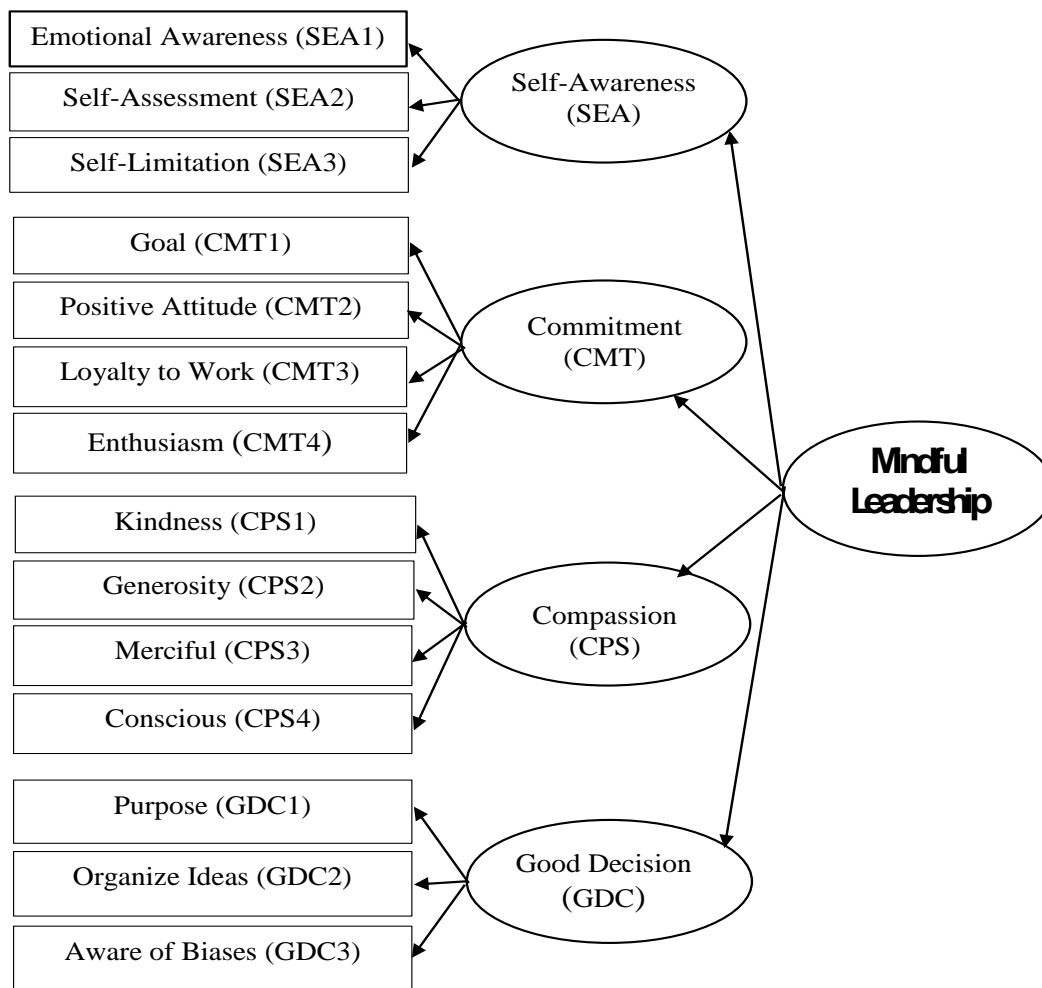 Emotional Awareness (SEA1)
Self-Assessment (SEA2)
Self-Limitation (SEA3)
Self-Awareness
(SEA)
Goal (CMT1)
Positive Attitude (CMT2)
Loyalty to Work (CMT3)
Enthusiasm (CMT4)
Commitment
(CMT)
Kindness (CPS1)
Generosity (CPS2)
Merciful (CPS3)
Conscious (CPS4)
Compassion
(CPS)
Purpose (GDC1)
Organize Ideas (GDC2)
Aware of Biases (GDC3)
Good Decision
(GDC)
Mindful
Leadership